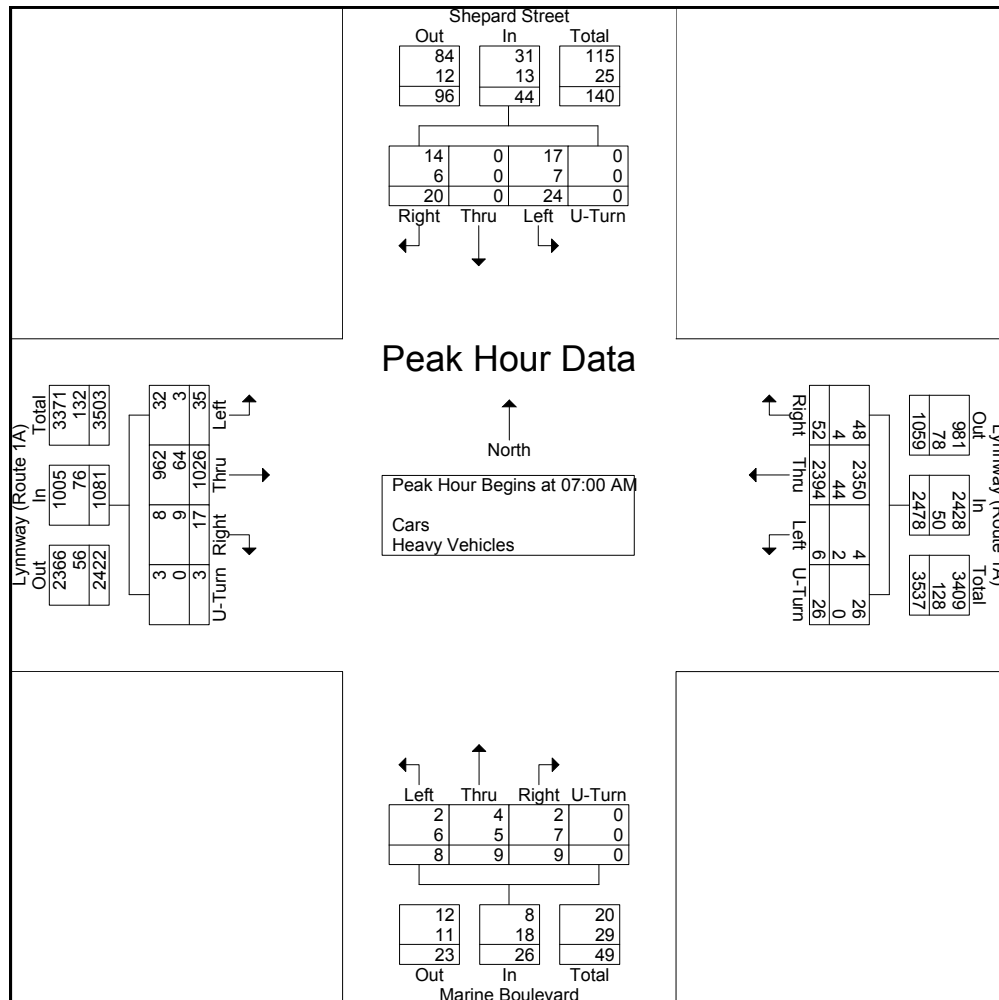 Shepard Street
Out In Total
84 31 115
12 13 25
96 44 140
14 0 17 0
6 0 7 0
20 0 24 0
Right Thru Left U-Turn
Peak Hour Data
North
Peak Hour Begins at 07:00 AM
Cars
Heavy Vehicles
Lynnway (Route 1A)
Total In Out
3371 1005 2366
132 76 56
3503 1081 2422
32 962 8 3
3 64 9 0
35 1026 17 3
Left Thru Right U-Turn
Lynnway (Route 1A)
Out In Total
981 2428 3409
78 50 128
1059 2478 3537
48 2350 4 26
4 44 2 0
52 2394 6 26
Right Thru Left U-Turn
Left Thru Right U-Turn
2 4 2 0
6 5 7 0
8 9 9 0
12 8 20
11 18 29
23 26 49
Out In Total
Marine Boulevard